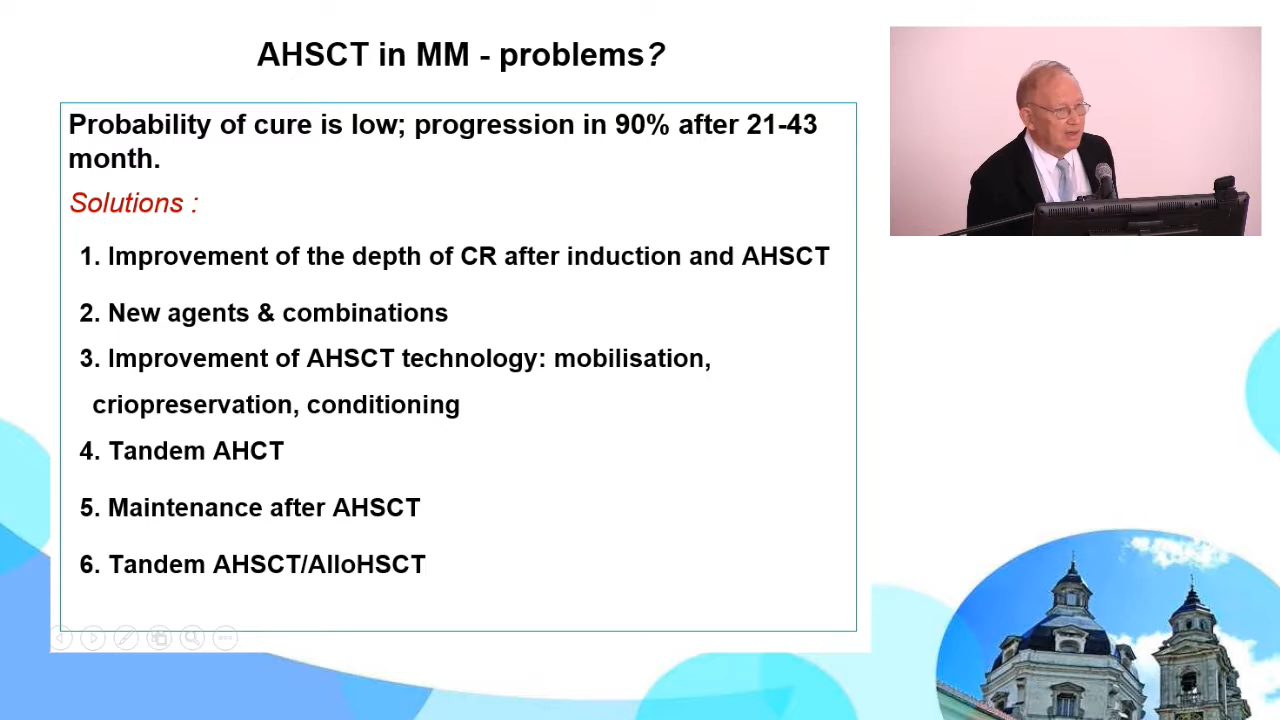 AHSCT in MM - problems?
Probability of cure is low; progression in 90% after 21-43
month.
Solutions :
1. Improvement of the depth of CR after induction and AHSCT
2. New agents & combinations
3. Improvement of AHSCT technology: mobilisation,
criopreservation, conditioning
4. Tandem AHCT
5. Maintenance after AHSCT
6. Tandem AHSCT/AlloHSCT